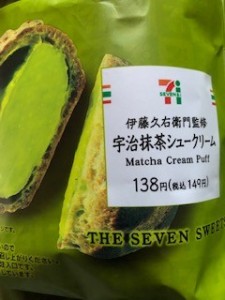 7
ELEVEN
伊藤久右衛門監修
宇治抹茶シュークリーム
Matcha Cream Puff
138円(税込149円)
THE SEVEN SWEETS